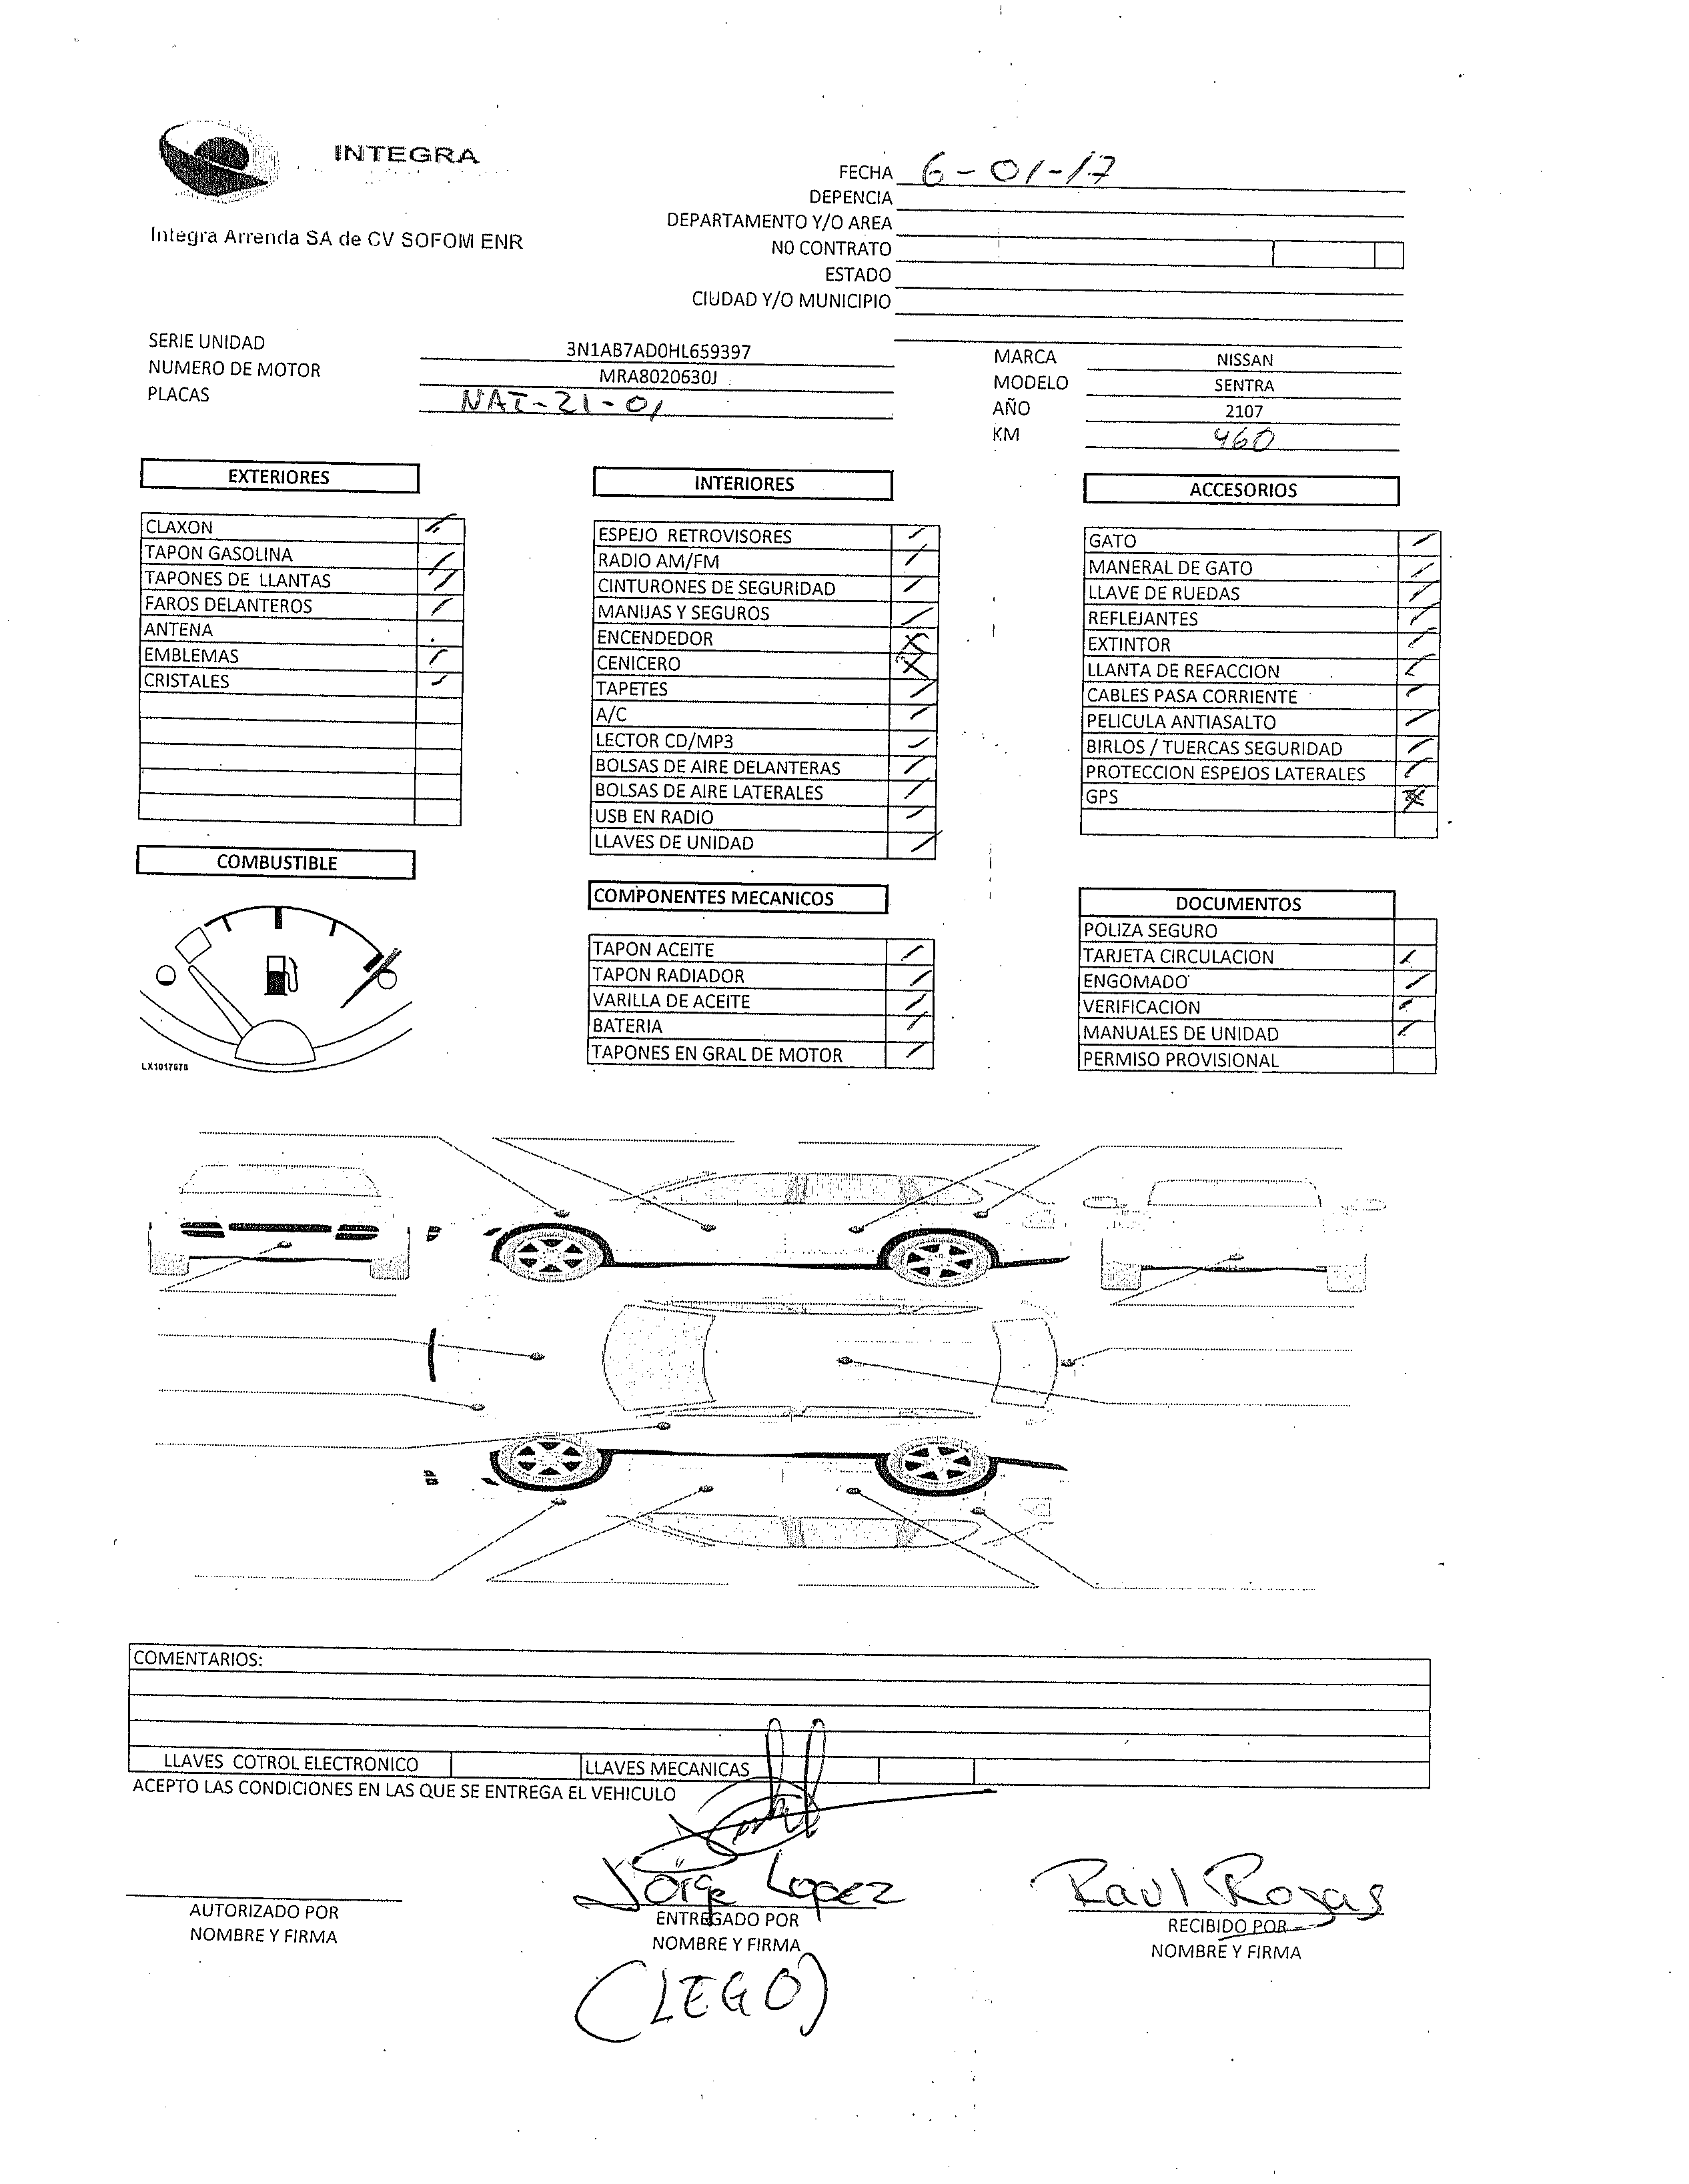 INTEGRA
Integra Arrenda SA de CV SOFOM ENR
FECHA 6-01-17
DEPENCIA
DEPARTAMENTO Y/O AREA
NO CONTRATO
ESTADO
CIUDAD Y/O MUNICIPIO
SERIE UNIDAD 3N1AB7AD0HL659397
NUMERO DE MOTOR MRA8020630J
PLACAS NAI-21-01
MARCA NISSAN
MODELO SENTRA
AÑO 2107
KM 460
EXTERIORES
CLAXON
TAPON GASOLINA
TAPONES DE LLANTAS
FAROS DELANTEROS
ANTENA
EMBLEMAS
CRISTALES
COMBUSTIBLE
LX1017678
INTERIORES
ESPEJO RETROVISORES
RADIO AM/FM
CINTURONES DE SEGURIDAD
MANIJAS Y SEGUROS
ENCENDEDOR
CENICERO
TAPETES
A/C
LECTOR CD/MP3
BOLSAS DE AIRE DELANTERAS
BOLSAS DE AIRE LATERALES
USB EN RADIO
LLAVES DE UNIDAD
COMPONENTES MECANICOS
TAPON ACEITE
TAPON RADIADOR
VARILLA DE ACEITE
BATERIA
TAPONES EN GRAL DE MOTOR
ACCESORIOS
GATO
MANERAL DE GATO
LLAVE DE RUEDAS
REFLEJANTES
EXTINTOR
LLANTA DE REFACCION
CABLES PASA CORRIENTE
PELICULA ANTIASALTO
BIRLOS / TUERCAS SEGURIDAD
PROTECCION ESPEJOS LATERALES
GPS
DOCUMENTOS
POLIZA SEGURO
TARJETA CIRCULACION
ENGOMADO
VERIFICACION
MANUALES DE UNIDAD
PERMISO PROVISIONAL
COMENTARIOS:
LLAVES COTROL ELECTRONICO LLAVES MECANICAS
ACEPTO LAS CONDICIONES EN LAS QUE SE ENTREGA EL VEHICULO
AUTORIZADO POR
NOMBRE Y FIRMA
Jorge Lopez
ENTREGADO POR
NOMBRE Y FIRMA
(LEGO)
Raul Rosas
RECIBIDO POR
NOMBRE Y FIRMA